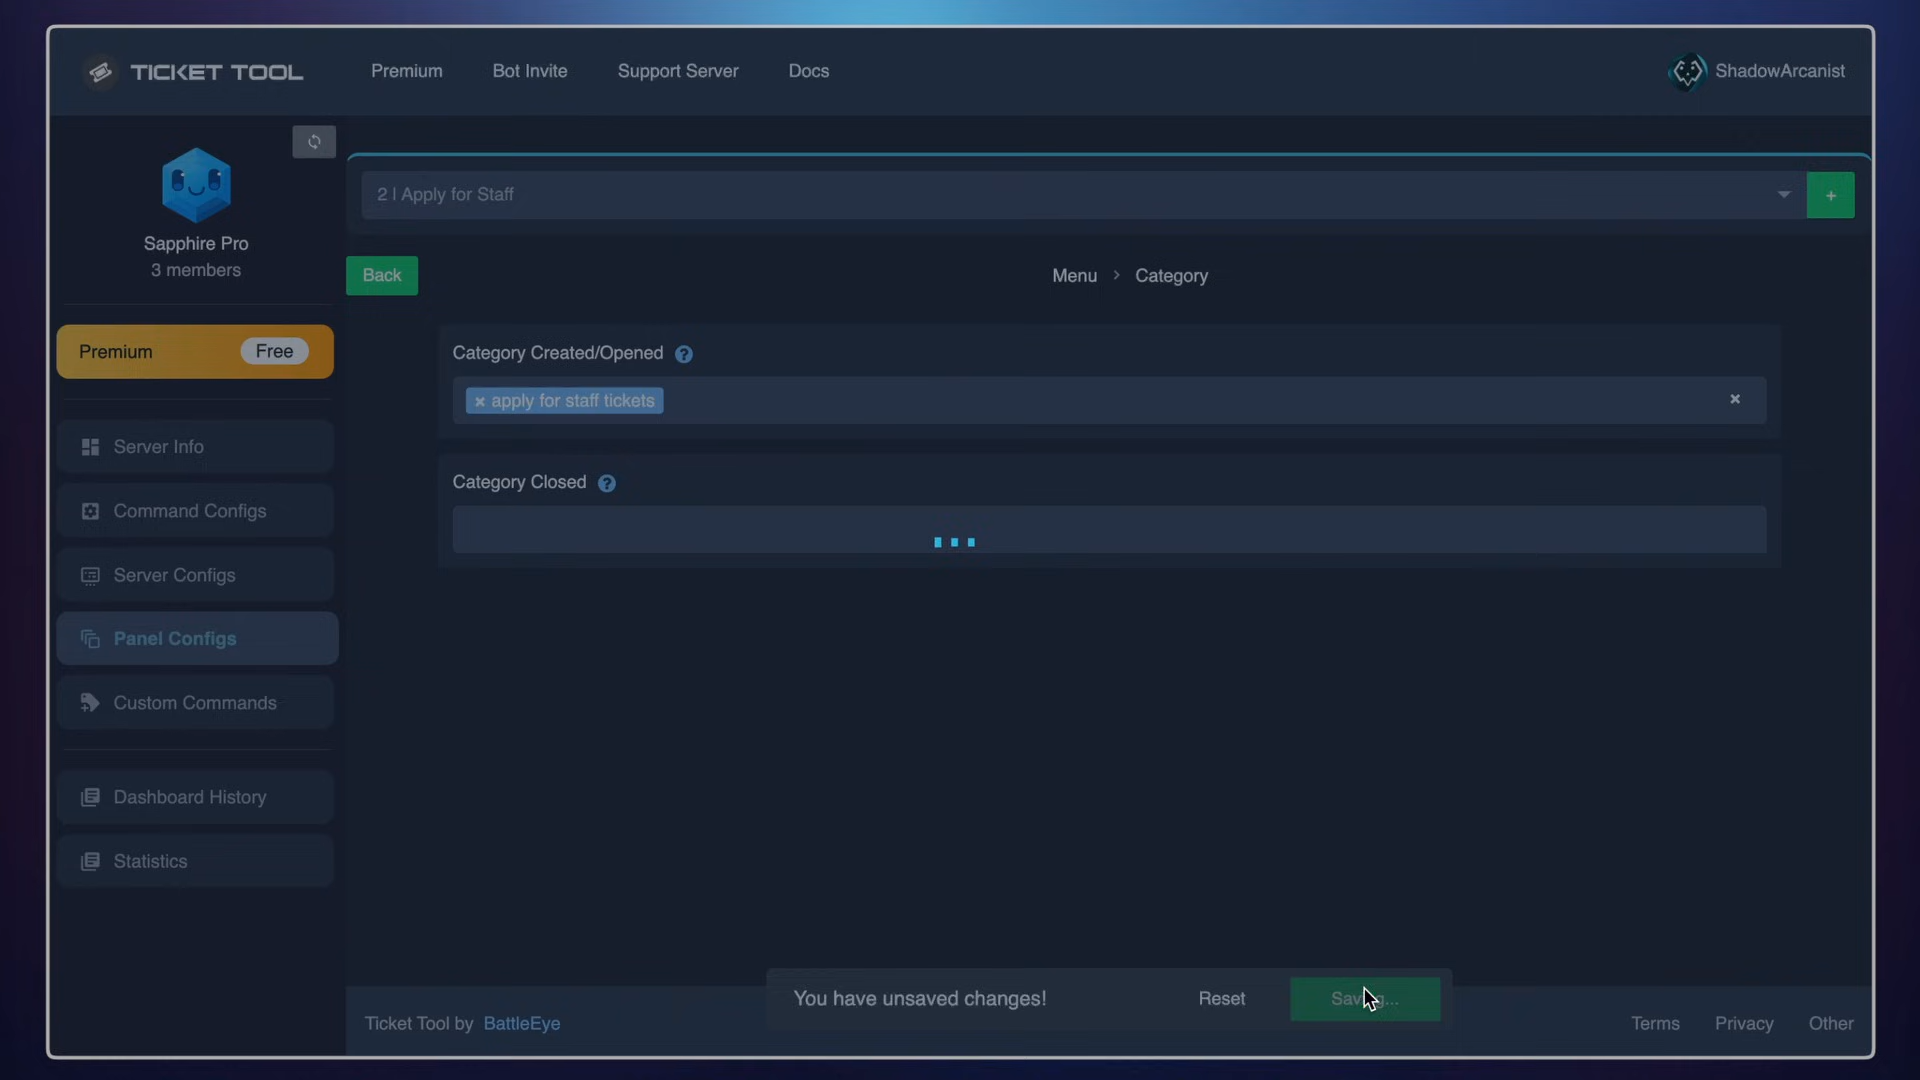 TICKET TOOL
Premium
Bot Invite
Support Server
Docs
ShadowArcanist
2 | Apply for Staff
+
Sapphire Pro
3 members
Back
Menu > Category
Premium
Free
Category Created/Opened ?
× apply for staff tickets
×
Category Closed ?
Server Info
Command Configs
Server Configs
Panel Configs
Custom Commands
Dashboard History
Statistics
You have unsaved changes!
Reset
Ticket Tool by BattleEye
Terms
Privacy
Other